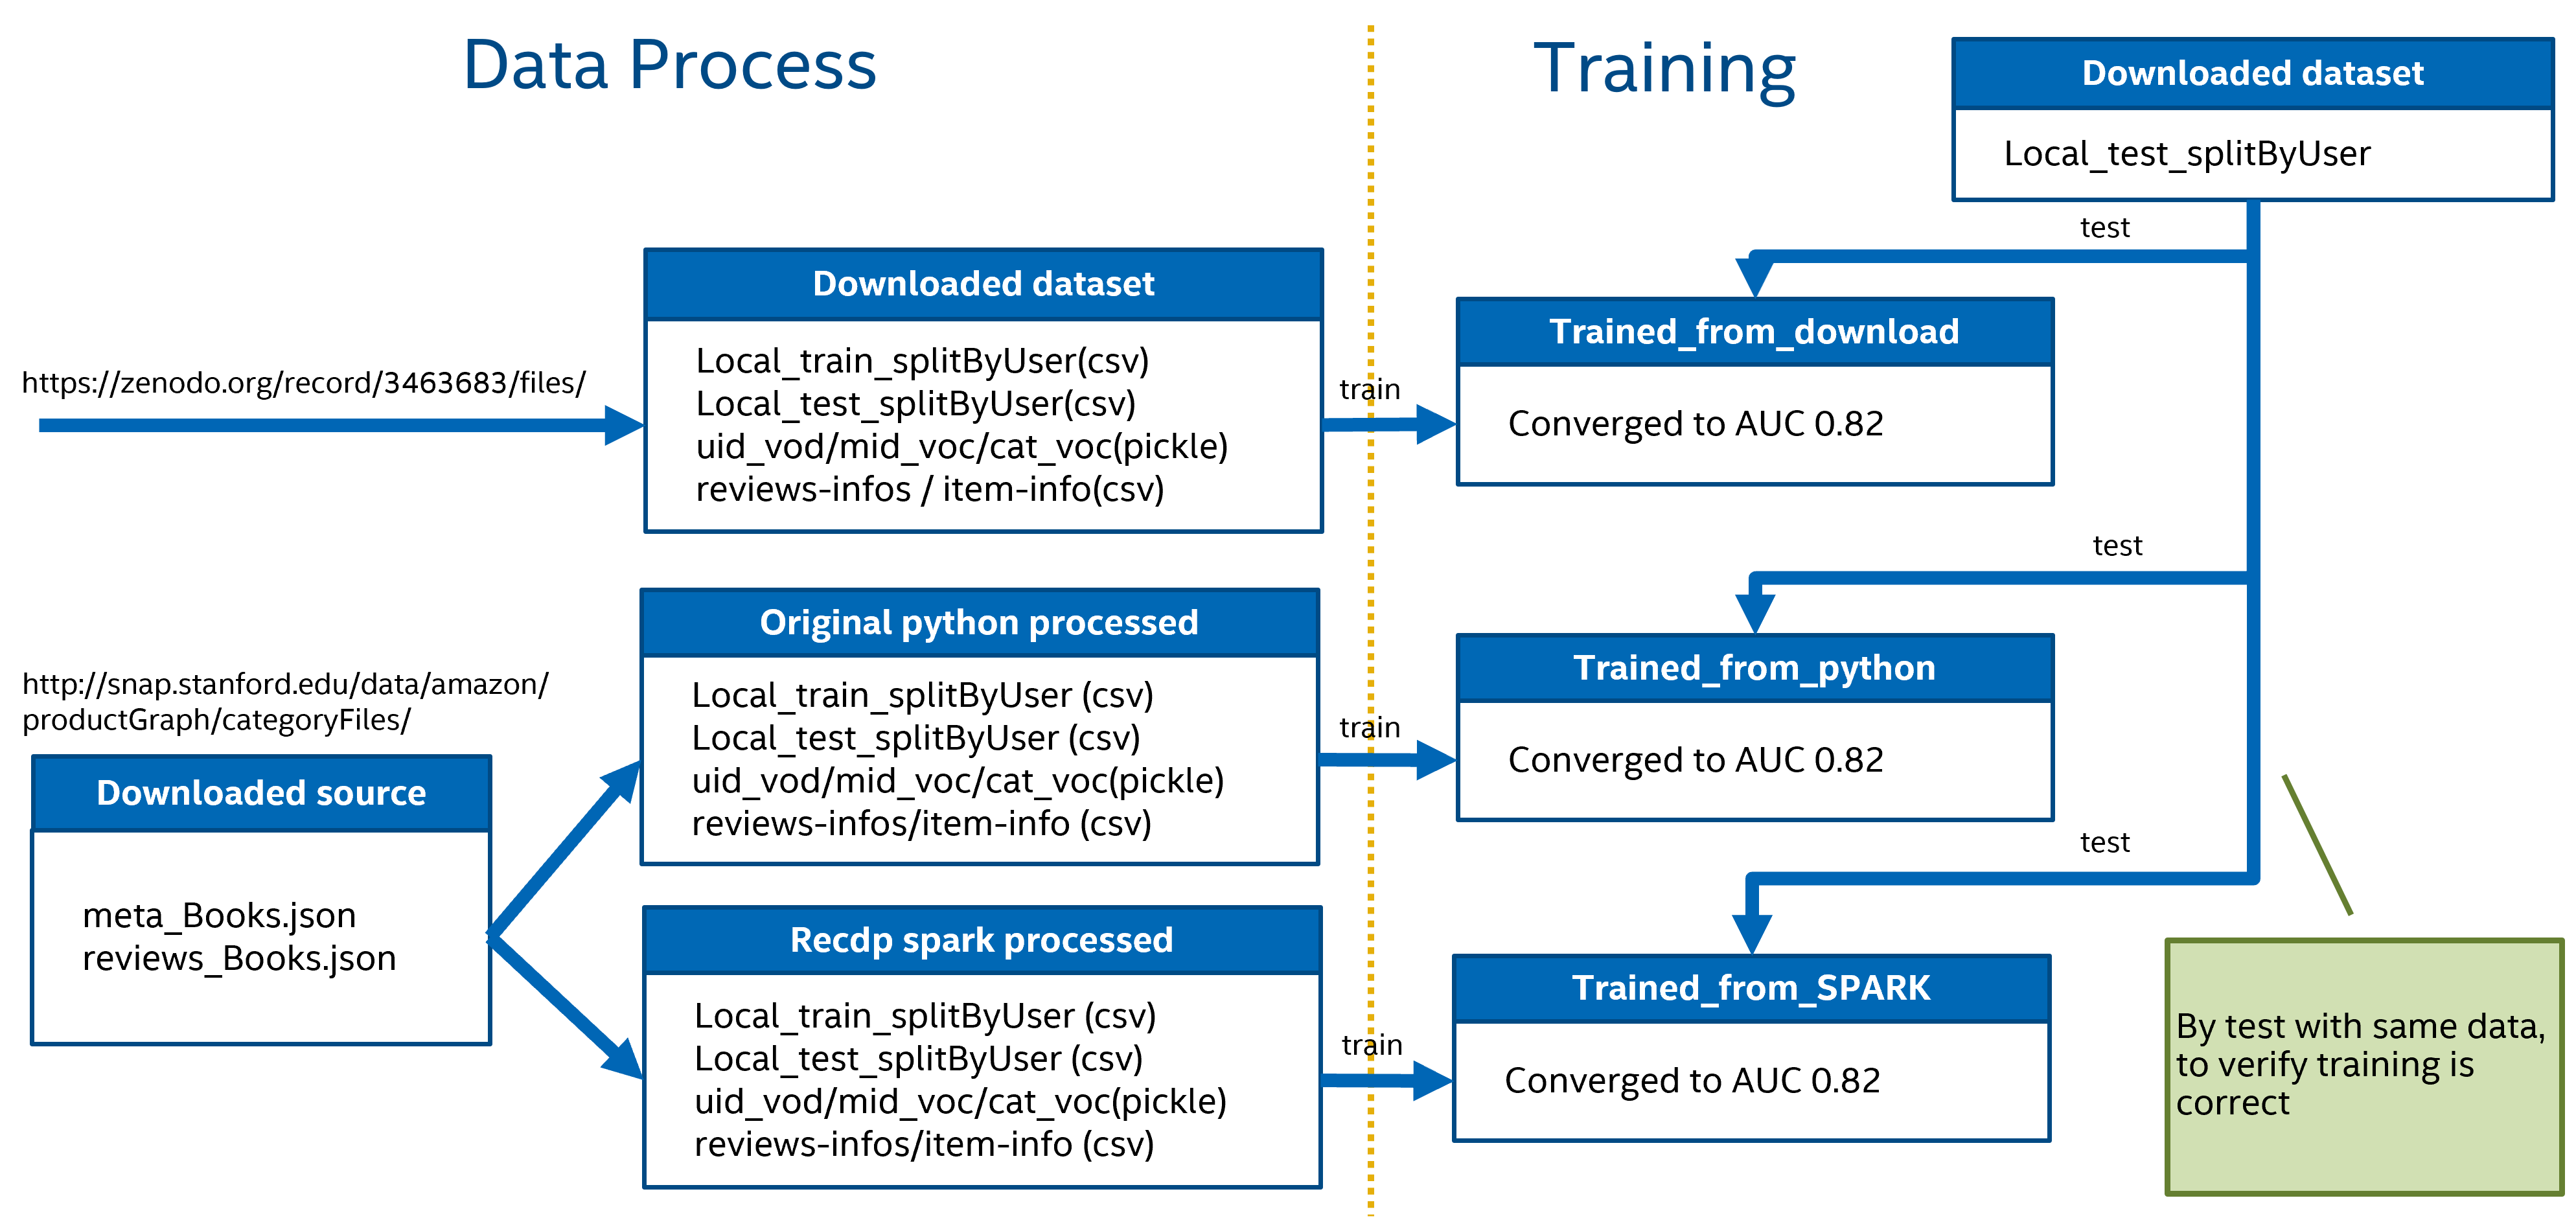 Data Process
Training
Downloaded dataset
Local_test_splitByUser
test
Downloaded dataset
Local_train_splitByUser(csv)
Local_test_splitByUser(csv)
uid_vod/mid_voc/cat_voc(pickle)
reviews-infos / item-info(csv)
https://zenodo.org/record/3463683/files/
train
Trained_from_download
Converged to AUC 0.82
test
Original python processed
Local_train_splitByUser (csv)
Local_test_splitByUser (csv)
uid_vod/mid_voc/cat_voc(pickle)
reviews-infos/item-info (csv)
train
Trained_from_python
Converged to AUC 0.82
http://snap.stanford.edu/data/amazon/
productGraph/categoryFiles/
Downloaded source
meta_Books.json
reviews_Books.json
test
Recdp spark processed
Local_train_splitByUser (csv)
Local_test_splitByUser (csv)
uid_vod/mid_voc/cat_voc(pickle)
reviews-infos/item-info (csv)
train
Trained_from_SPARK
Converged to AUC 0.82
By test with same data,
to verify training is
correct